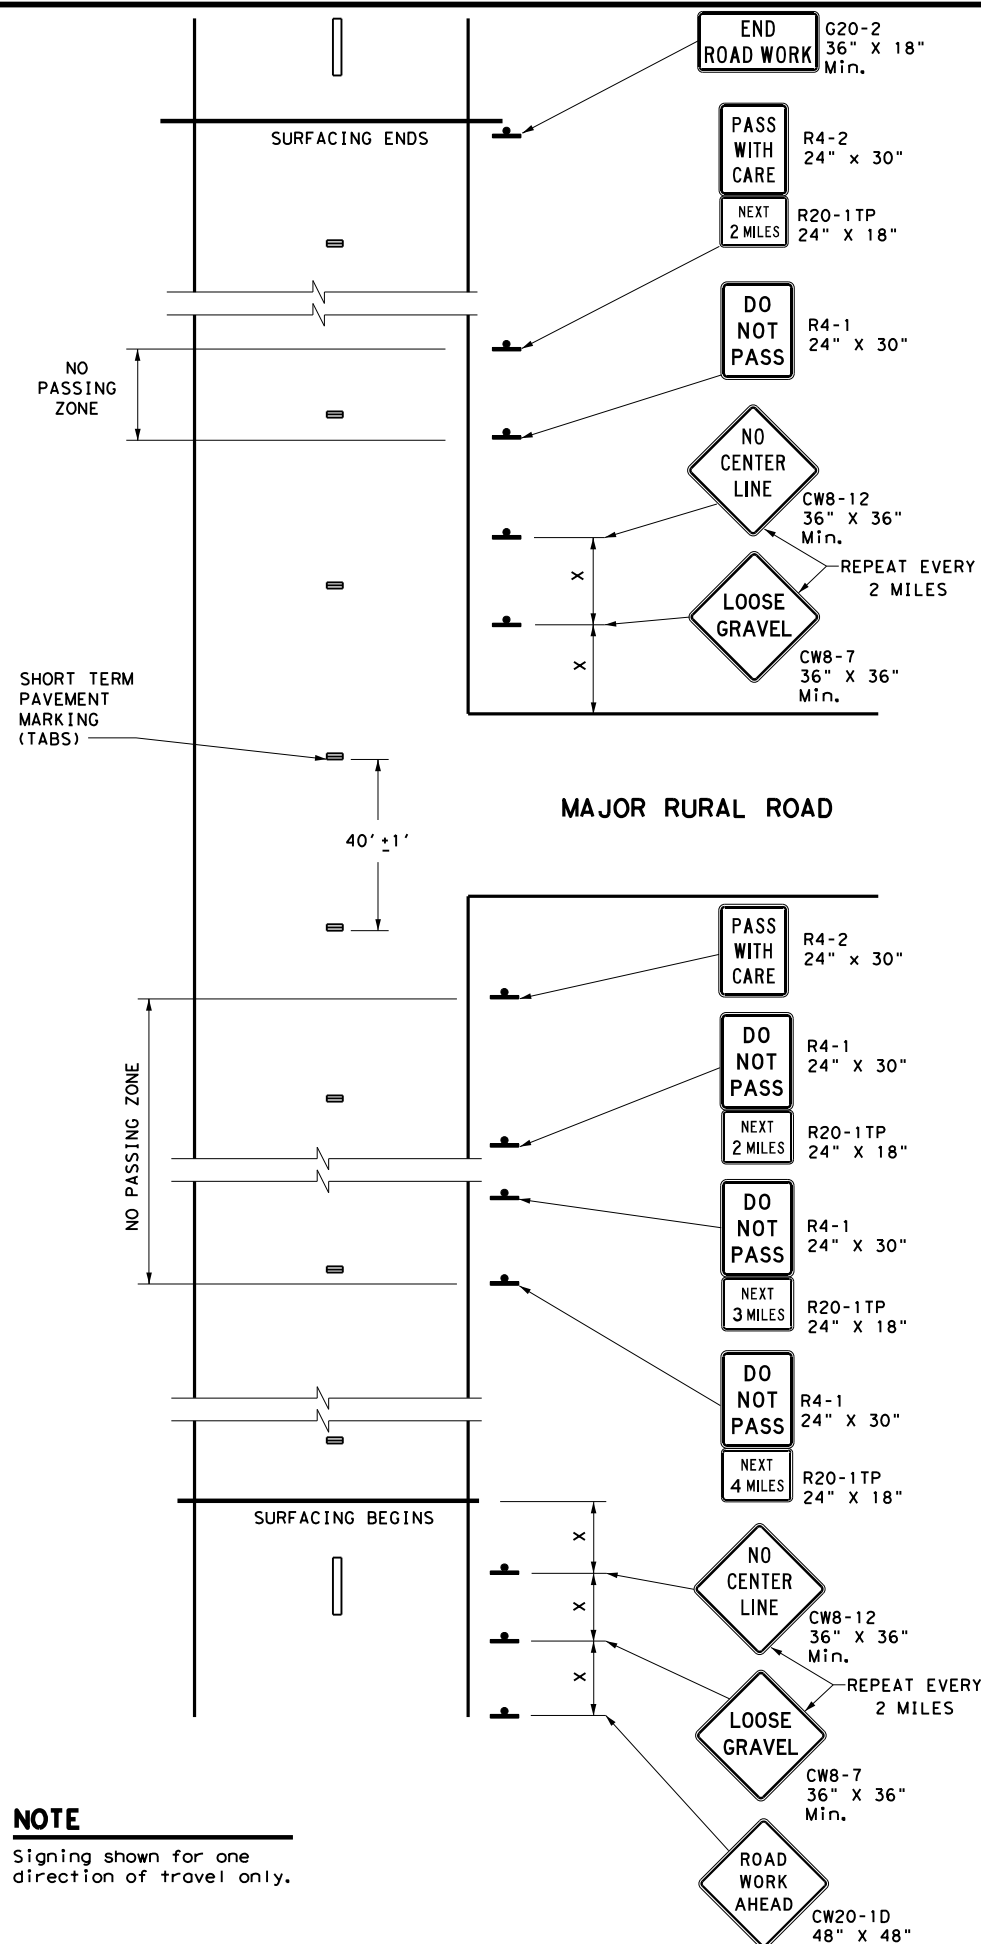 END
ROAD WORK
G20-2
36" X 18"
Min.
SURFACING ENDS
PASS
WITH
CARE
R4-2
24" x 30"
NEXT
2 MILES
R20-1TP
24" X 18"
DO
NOT
PASS
R4-1
24" X 30"
NO
PASSING
ZONE
NO
CENTER
LINE
CW8-12
36" X 36"
Min.
REPEAT EVERY
2 MILES
X
LOOSE
GRAVEL
CW8-7
36" X 36"
Min.
X
SHORT TERM
PAVEMENT
MARKING
(TABS)
40' ±1'
MAJOR RURAL ROAD
PASS
WITH
CARE
R4-2
24" x 30"
NO PASSING ZONE
DO
NOT
PASS
R4-1
24" X 30"
NEXT
2 MILES
R20-1TP
24" X 18"
DO
NOT
PASS
R4-1
24" X 30"
NEXT
3 MILES
R20-1TP
24" X 18"
DO
NOT
PASS
R4-1
24" X 30"
NEXT
4 MILES
R20-1TP
24" X 18"
SURFACING BEGINS
X
NO
CENTER
LINE
CW8-12
36" X 36"
Min.
X
REPEAT EVERY
2 MILES
X
LOOSE
GRAVEL
CW8-7
36" X 36"
Min.
NOTE
Signing shown for one
direction of travel only.
ROAD
WORK
AHEAD
CW20-1D
48" X 48"